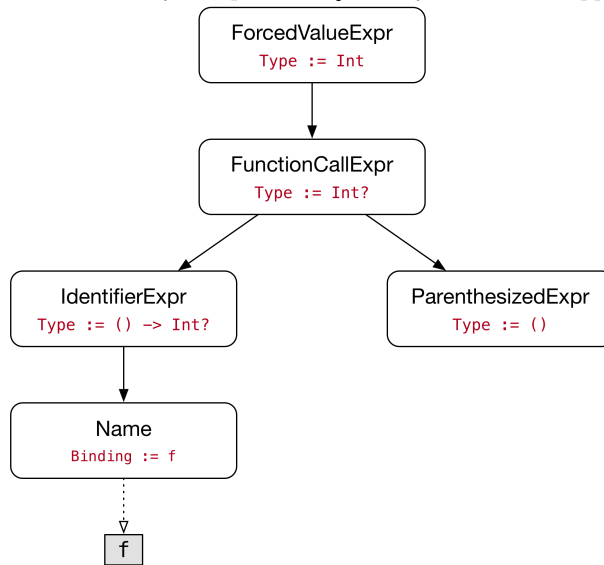 ForcedValueExpr
Type := Int
FunctionCallExpr
Type := Int?
IdentifierExpr
Type := () -> Int?
ParenthesizedExpr
Type := ()
Name
Binding := f
f